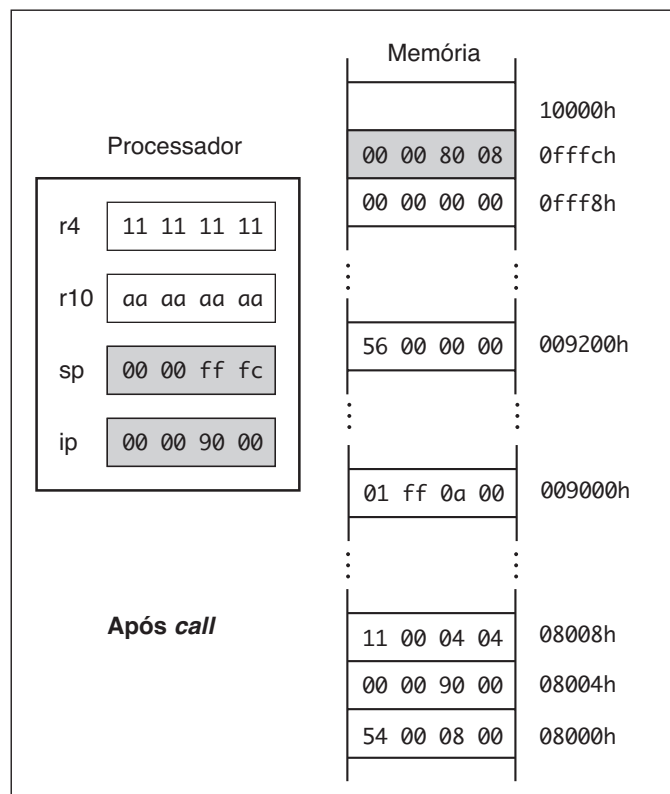 Memória
10000h
Processador
00 00 80 08 0fffch
00 00 00 00 0fff8h
r4 11 11 11 11
r10 aa aa aa aa
56 00 00 00 009200h
sp 00 00 ff fc
ip 00 00 90 00
01 ff 0a 00 009000h
Após call
11 00 04 04 08008h
00 00 90 00 08004h
54 00 08 00 08000h